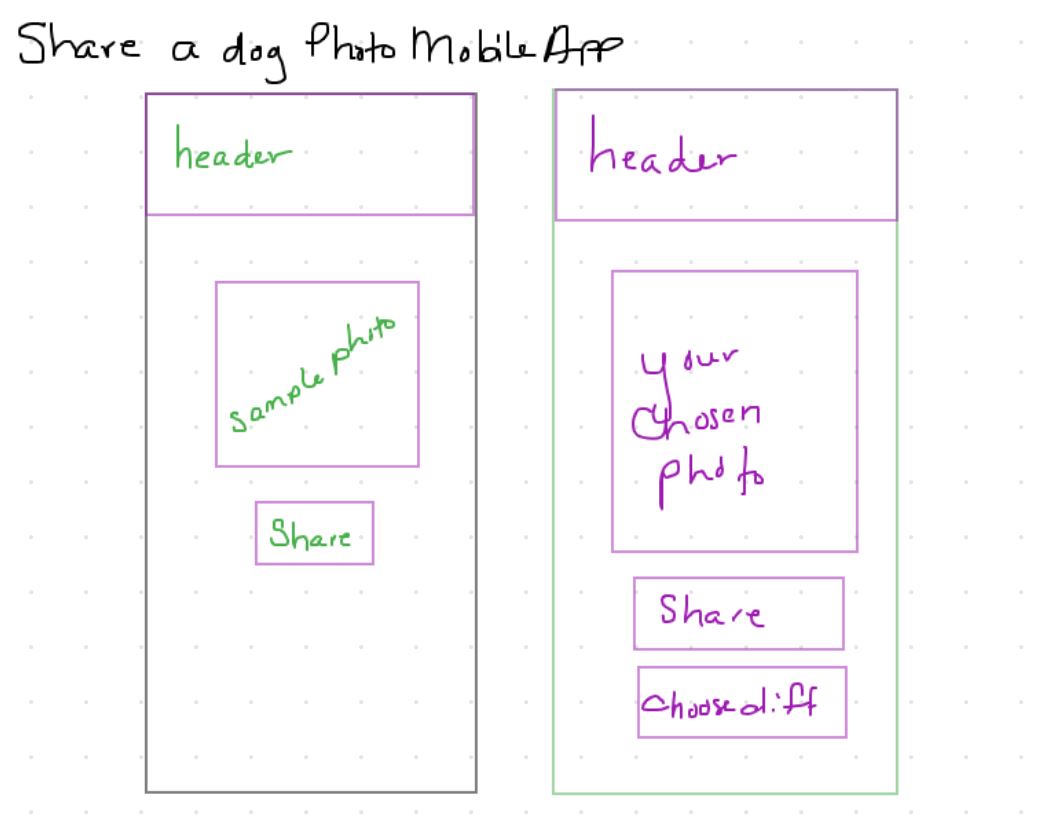 Share a dog Photo Mobile App
header
sample photo
Share
header
your
Chosen
photo
Share
Choose diff